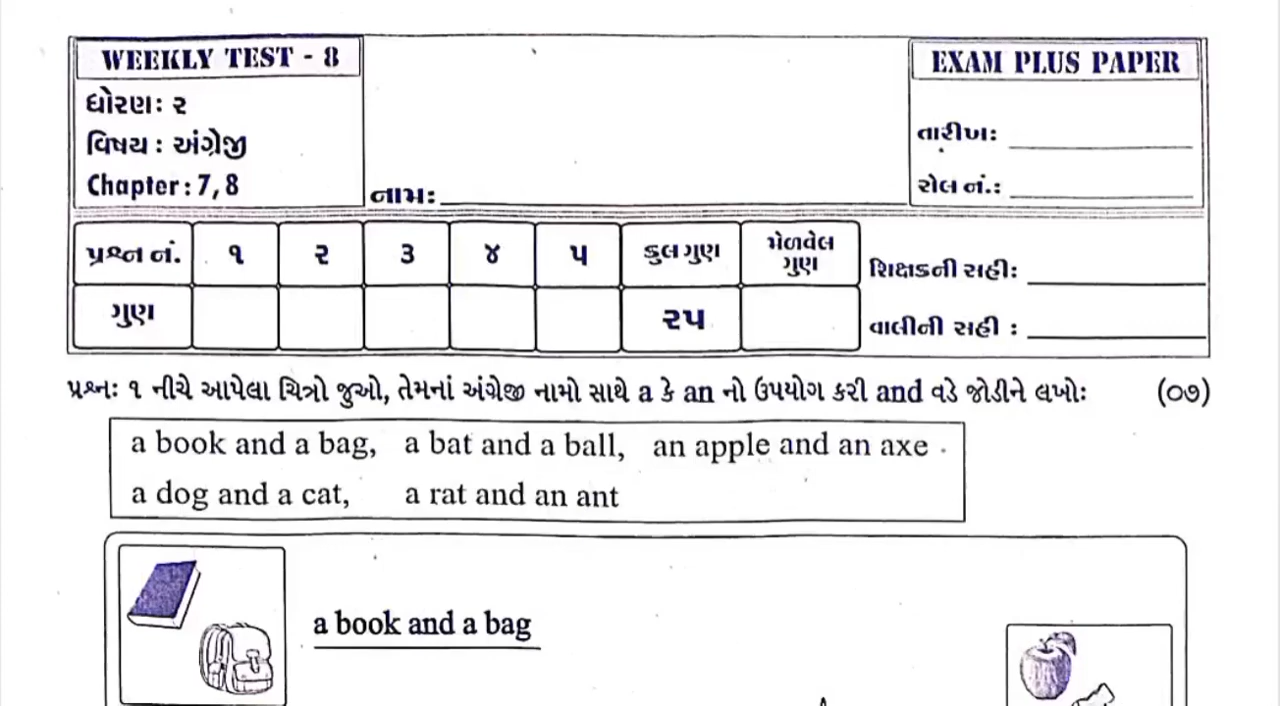 WEEKLY TEST - 8
EXAM PLUS PAPER
ધોરણઃ ૨
વિષય : અંગ્રેજી
Chapter : 7, 8
નામઃ
તારીખઃ
રોલ નં.:
પ્રશ્ન નં. ૧ ૨ ૩ ૪ ૫ કુલ ગુણ મેળવેલ ગુણ
ગુણ ૨૫
શિક્ષકની સહીઃ
વાલીની સહી :
પ્રશ્નઃ ૧ નીચે આપેલા ચિત્રો જુઓ, તેમનાં અંગ્રેજી નામો સાથે a કે an નો ઉપયોગ કરી and વડે જોડીને લખોઃ (૦૭)
a book and a bag, a bat and a ball, an apple and an axe
a dog and a cat, a rat and an ant
a book and a bag